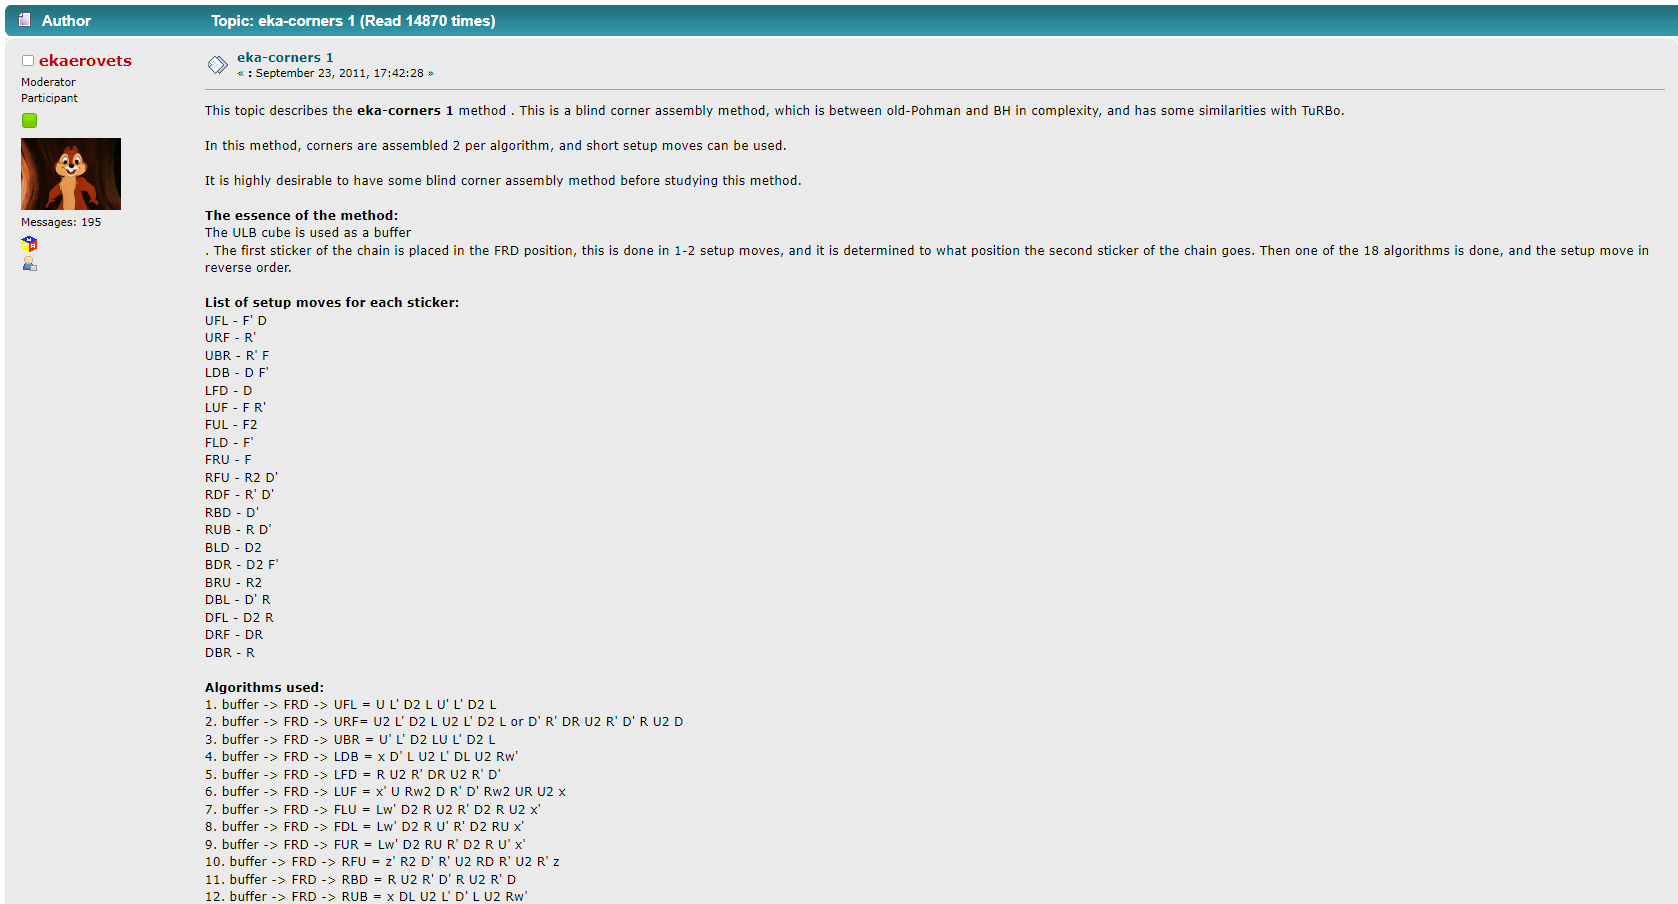 Author Topic: eka-corners 1 (Read 14870 times)
ekaerovets
Moderator
Participant
Messages: 195
eka-corners 1
« : September 23, 2011, 17:42:28 »
This topic describes the eka-corners 1 method . This is a blind corner assembly method, which is between old-Pohman and BH in complexity, and has some similarities with TuRBo.
In this method, corners are assembled 2 per algorithm, and short setup moves can be used.
It is highly desirable to have some blind corner assembly method before studying this method.
The essence of the method:
The ULB cube is used as a buffer
. The first sticker of the chain is placed in the FRD position, this is done in 1-2 setup moves, and it is determined to what position the second sticker of the chain goes. Then one of the 18 algorithms is done, and the setup move in
reverse order.
List of setup moves for each sticker:
UFL - F' D
URF - R'
UBR - R' F
LDB - D F'
LFD - D
LUF - F R'
FUL - F2
FLD - F'
FRU - F
RFU - R2 D'
RDF - R' D'
RBD - D'
RUB - R D'
BLD - D2
BDR - D2 F'
BRU - R2
DBL - D' R
DFL - D2 R
DRF - DR
DBR - R
Algorithms used:
1. buffer -> FRD -> UFL = U L' D2 L U' L' D2 L
2. buffer -> FRD -> URF= U2 L' D2 L U2 L' D2 L or D' R' DR U2 R' D' R U2 D
3. buffer -> FRD -> UBR = U' L' D2 LU L' D2 L
4. buffer -> FRD -> LDB = x D' L U2 L' DL U2 Rw'
5. buffer -> FRD -> LFD = R U2 R' DR U2 R' D'
6. buffer -> FRD -> LUF = x' U Rw2 D R' D' Rw2 UR U2 x
7. buffer -> FRD -> FLU = Lw' D2 R U2 R' D2 R U2 x'
8. buffer -> FRD -> FDL = Lw' D2 R U' R' D2 RU x'
9. buffer -> FRD -> FUR = Lw' D2 RU R' D2 R U' x'
10. buffer -> FRD -> RFU = z' R2 D' R' U2 RD R' U2 R' z
11. buffer -> FRD -> RBD = R U2 R' D' R U2 R' D
12. buffer -> FRD -> RUB = x DL U2 L' D' L U2 Rw'